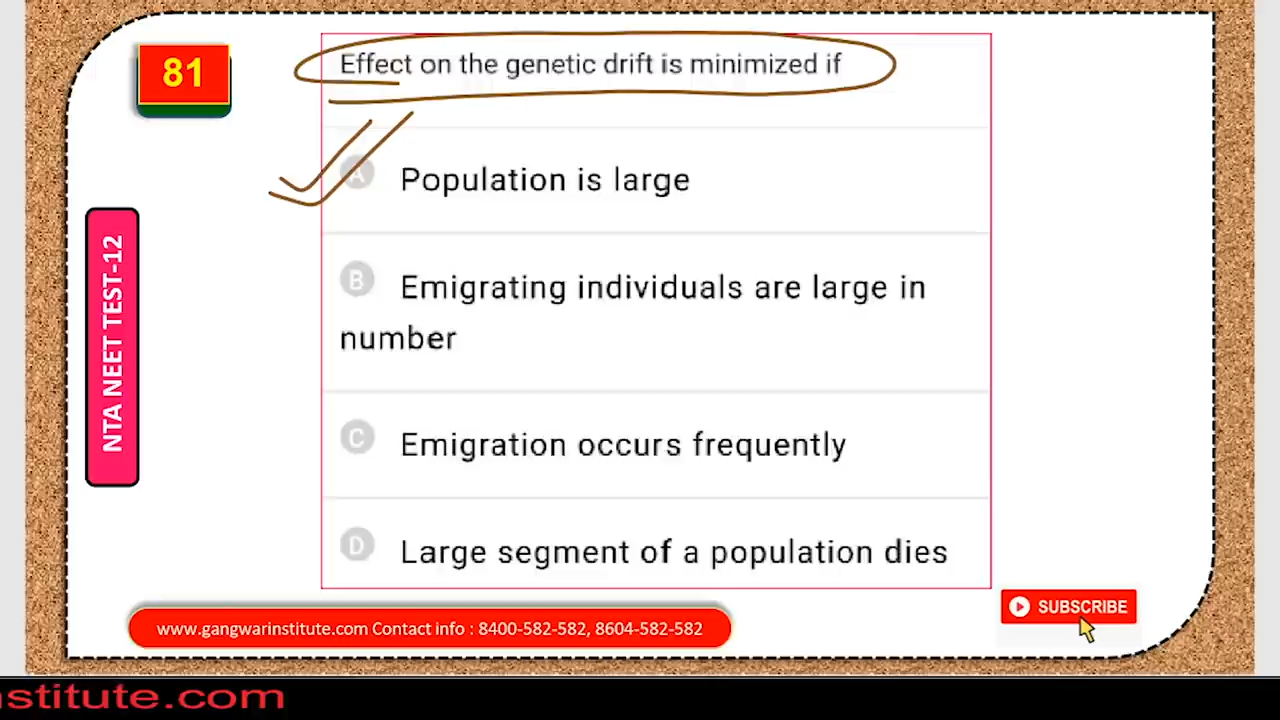 81
Effect on the genetic drift is minimized if
A Population is large
B Emigrating individuals are large in
number
C Emigration occurs frequently
D Large segment of a population dies
NTA NEET TEST-12
SUBSCRIBE
www.gangwarinstitute.com Contact info : 8400-582-582, 8604-582-582
nstitute.com